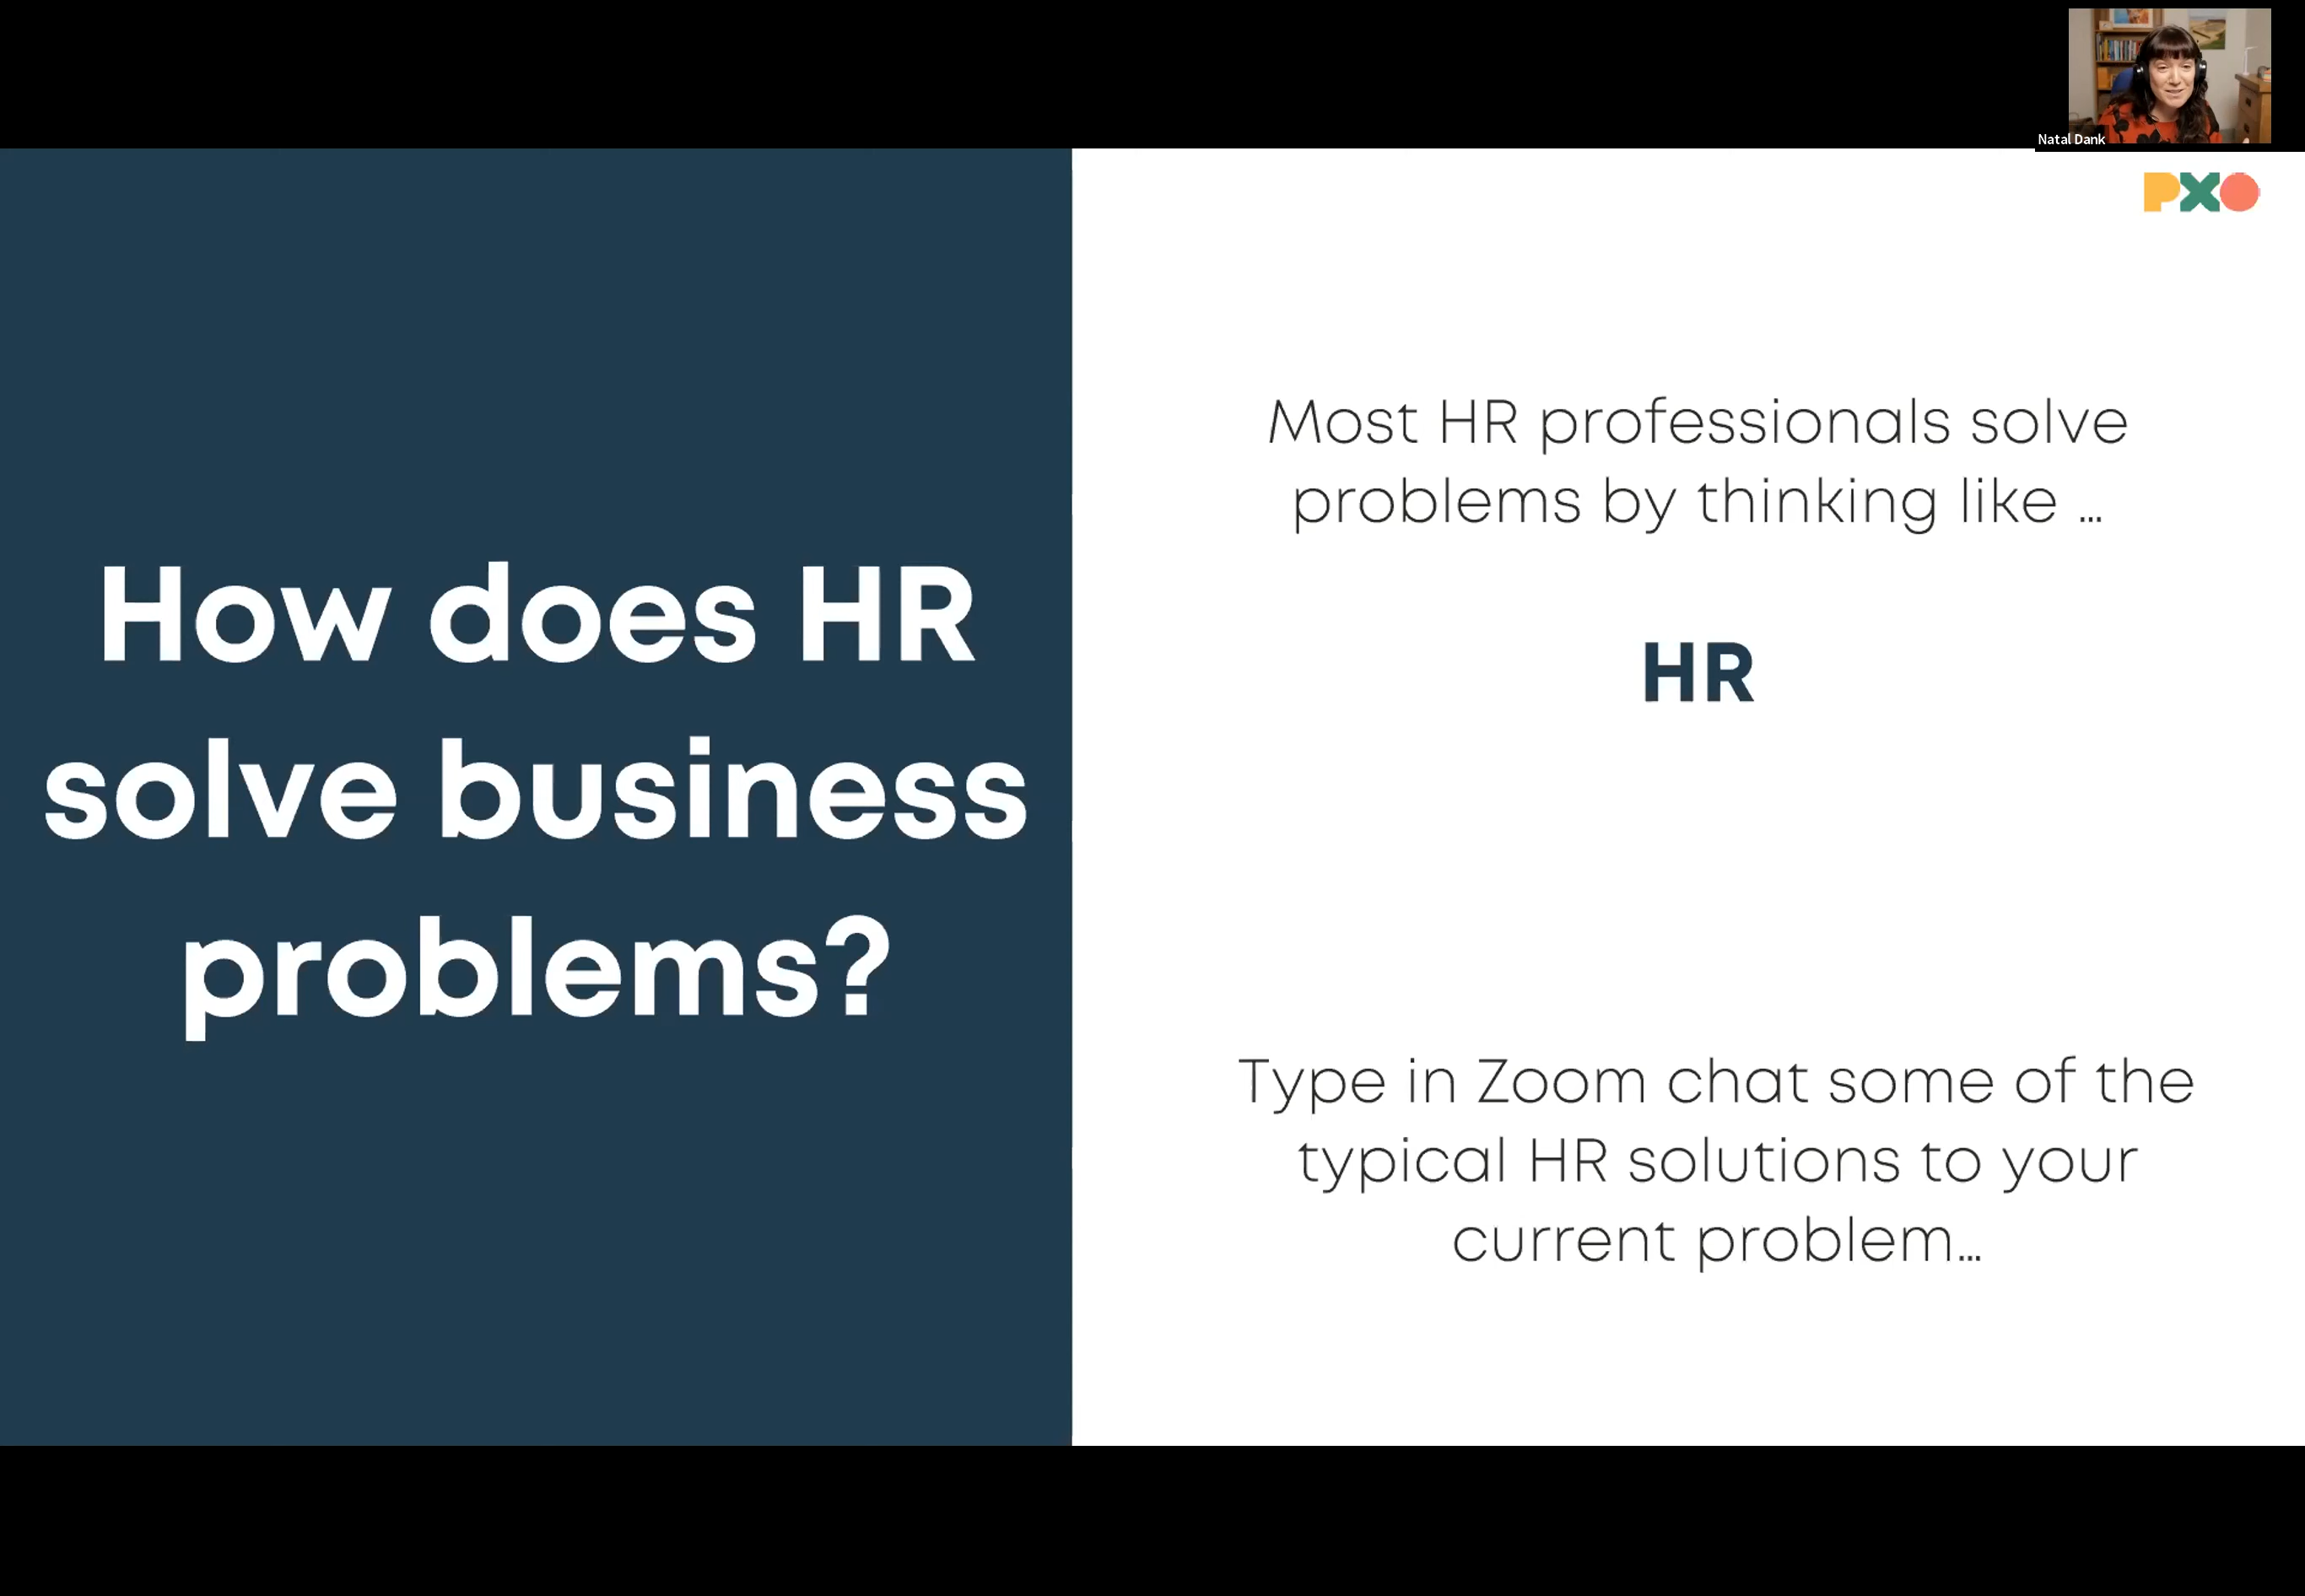 Natal Dank
PXO
How does HR
solve business
problems?
Most HR professionals solve
problems by thinking like ...
HR
Type in Zoom chat some of the
typical HR solutions to your
current problem...